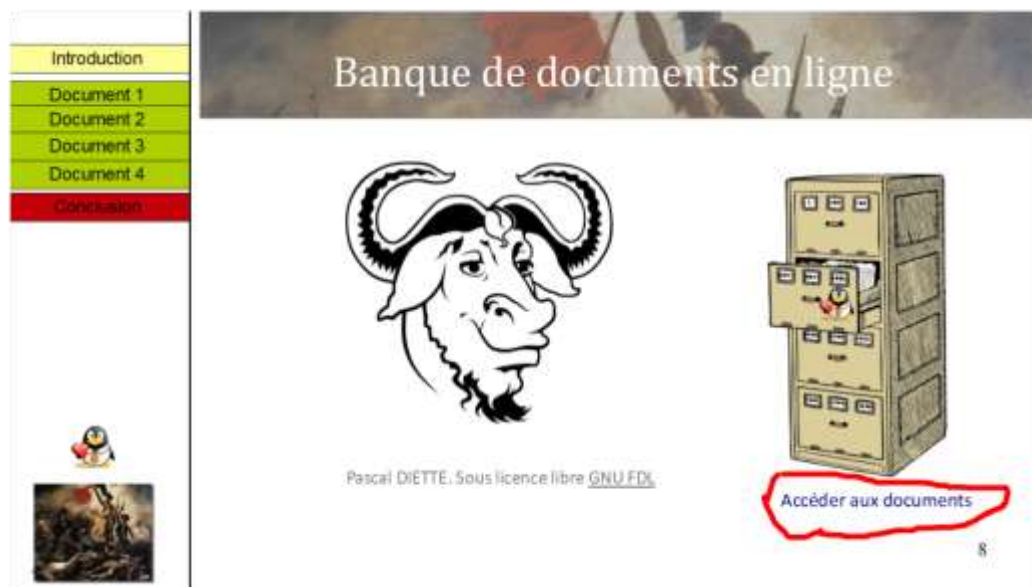 Introduction
Document 1
Document 2
Document 3
Document 4
Conclusion
Banque de documents en ligne
Pascal DIETTE. Sous licence libre GNU FDL
Accéder aux documents
8